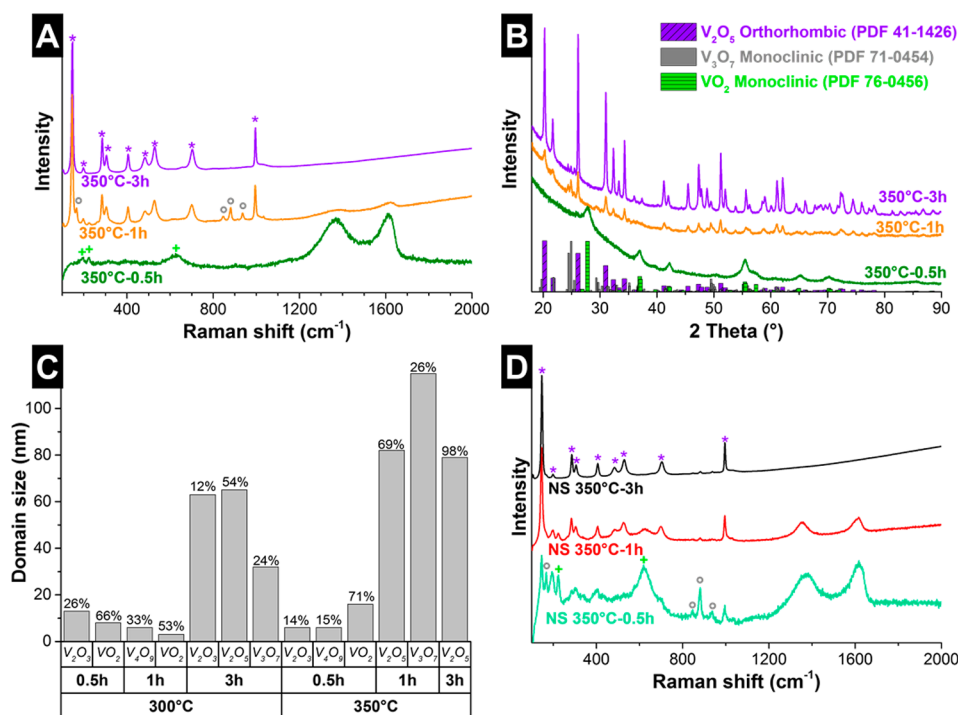 A
Intensity
*
* * * * * * * *
350°C-3h
350°C-1h
+ + +
350°C-0.5h
400 800 1200 1600 2000
Raman shift (cm⁻¹)
B
V₂O₅ Orthorhombic (PDF 41-1426)
V₃O₇ Monoclinic (PDF 71-0454)
VO₂ Monoclinic (PDF 76-0456)
Intensity
350°C-3h
350°C-1h
350°C-0.5h
20 30 40 50 60 70 80 90
2 Theta (°)
C
Domain size (nm)
100
80
60
40
20
0
26% 66% 33% 53% 12% 54% 24% 14% 15% 71% 69% 26% 98%
V₂O₃ VO₂ V₄O₉ VO₂ V₂O₃ V₂O₅ V₃O₇ V₂O₃ V₄O₉ VO₂ V₂O₅ V₃O₇ V₂O₅
0.5h 1h 3h 0.5h 1h 3h
300°C 350°C
D
Intensity
*
* * * * * * * *
NS 350°C-3h
NS 350°C-1h
+ +
NS 350°C-0.5h
400 800 1200 1600 2000
Raman shift (cm⁻¹)